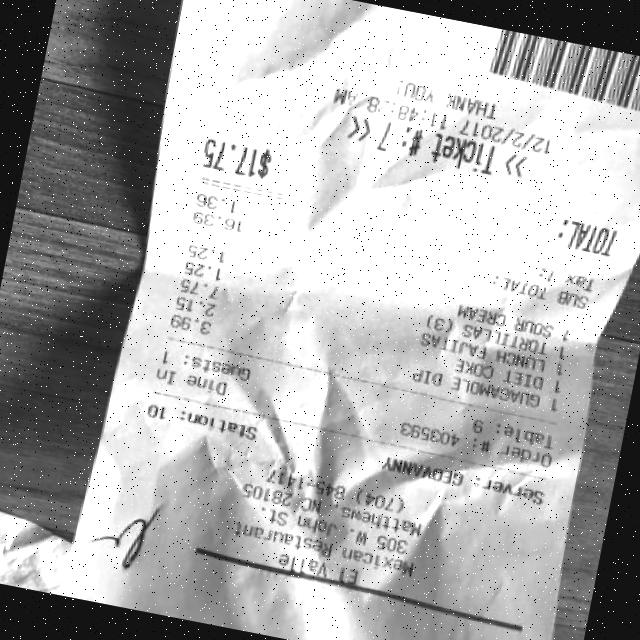 El Valle
Mexican Restaurant
305 W John St
Matthews NC 28105
(704) 845-1417
Server: GEOVANNY Station: 10
Order #: 403593 Dine In
Table: 9 Guests: 1
1 GUACAMOLE DIP 3.99
1 DIET COKE 2.15
1 LUNCH FAJITAS 7.75
1 TORTILLAS (3) 1.25
1 SOUR CREAM 1.25
SUB TOTAL: 16.39
Tax 1: 1.36
TOTAL: $17.75
>> Ticket #: 7 <<
12/2/2017 11:48: 8 AM
THANK YOU!